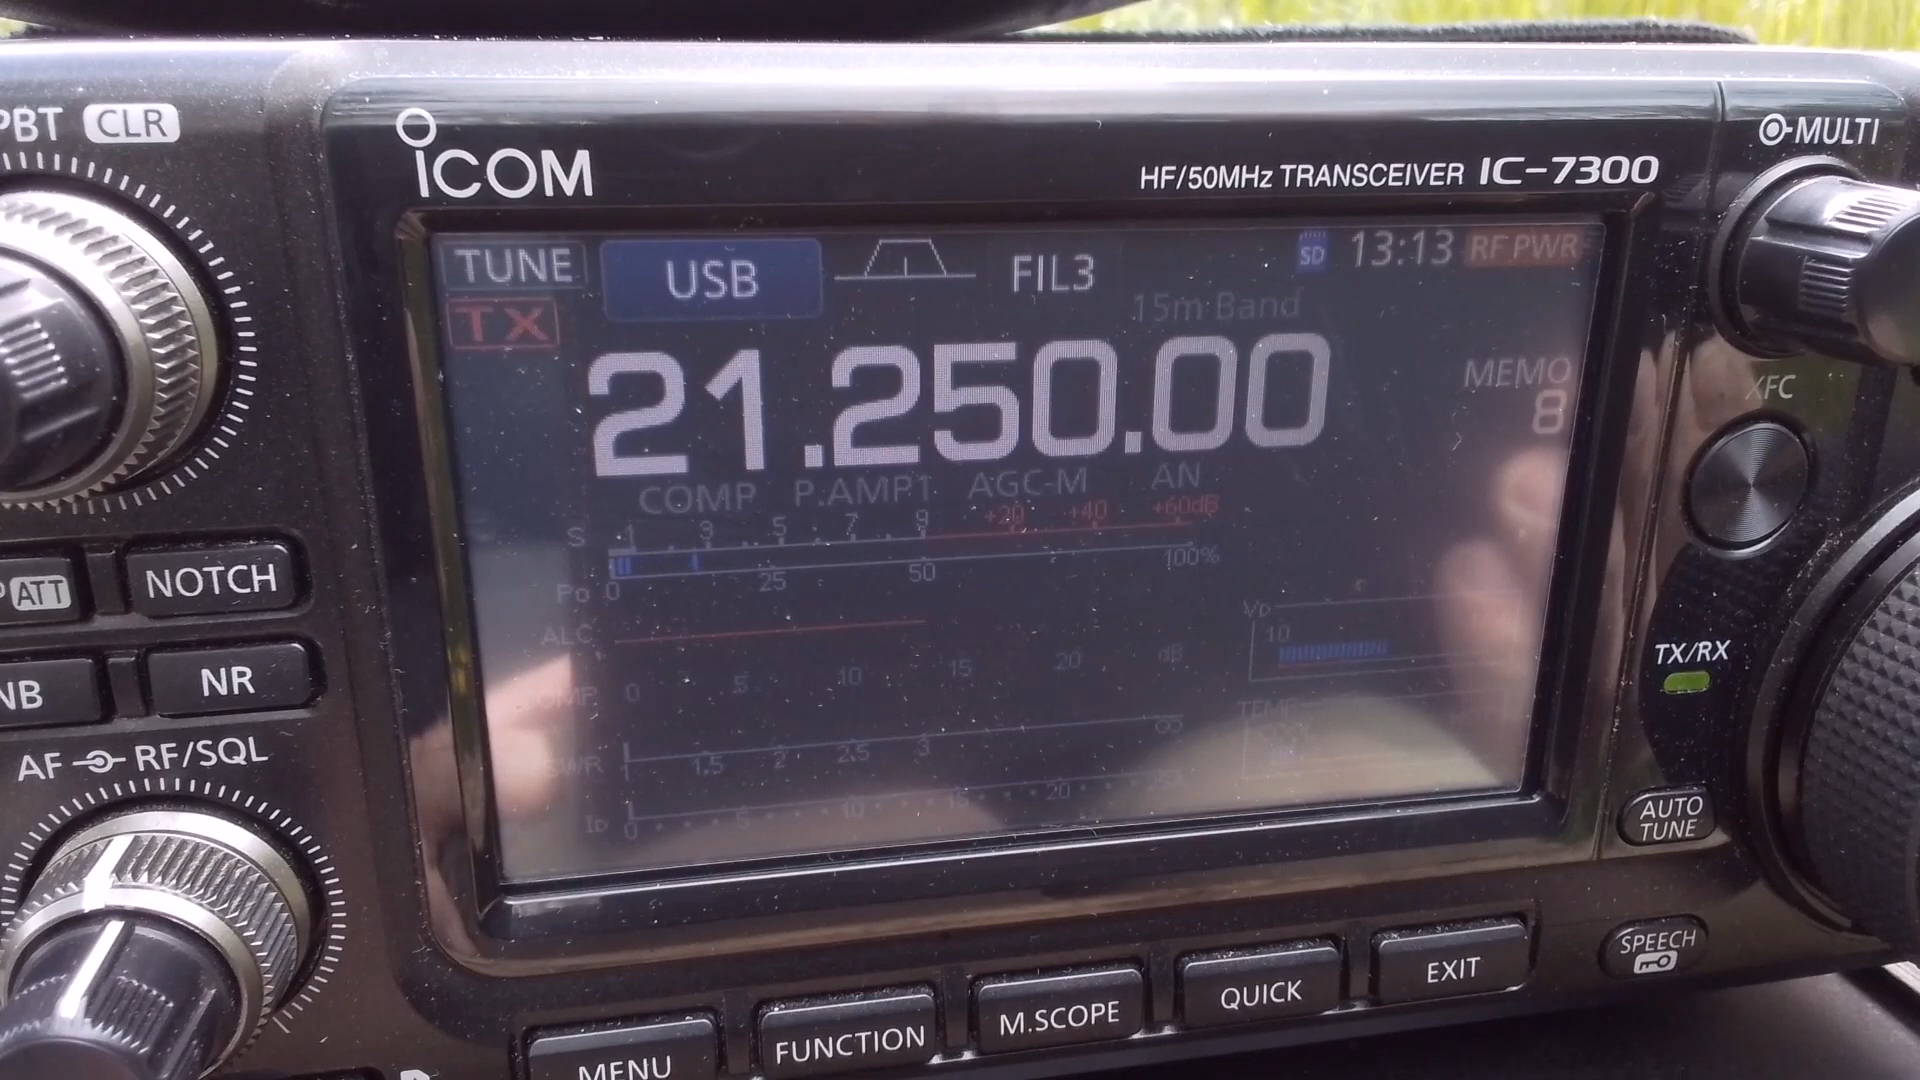 PBT CLR
ICOM
HF/50MHz TRANSCEIVER IC-7300
MULTI
TUNE USB FIL3 SD 13:13 RF PWR
TX
15m Band
21.250.00
MEMO
8
XFC
COMP P.AMP1 AGC-M AN
S 1 3 5 7 9 +20 +40 +60dB
Po 0 25 50 100%
ALC
COMP 0 5 10 15 20 dB
SWR 1 1.5 2 2.5 3 ∞
ID 0 5 10 15 20 25
VD
10
TEMP
P ATT NOTCH
NB NR
AF RF/SQL
TX/RX
AUTO
TUNE
SPEECH
MENU FUNCTION M.SCOPE QUICK EXIT